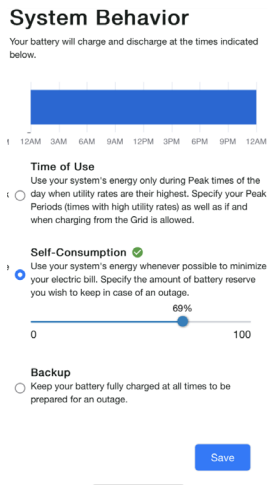 System Behavior
Your battery will charge and discharge at the times indicated
below.
12AM 3AM 6AM 9AM 12PM 3PM 6PM 9PM 12AM
Time of Use
Use your system's energy only during Peak times of the
day when utility rates are their highest. Specify your Peak
Periods (times with high utility rates) as well as if and
when charging from the Grid is allowed.
Self-Consumption
Use your system's energy whenever possible to minimize
your electric bill. Specify the amount of battery reserve
you wish to keep in case of an outage.
69%
0 100
Backup
Keep your battery fully charged at all times to be
prepared for an outage.
Save